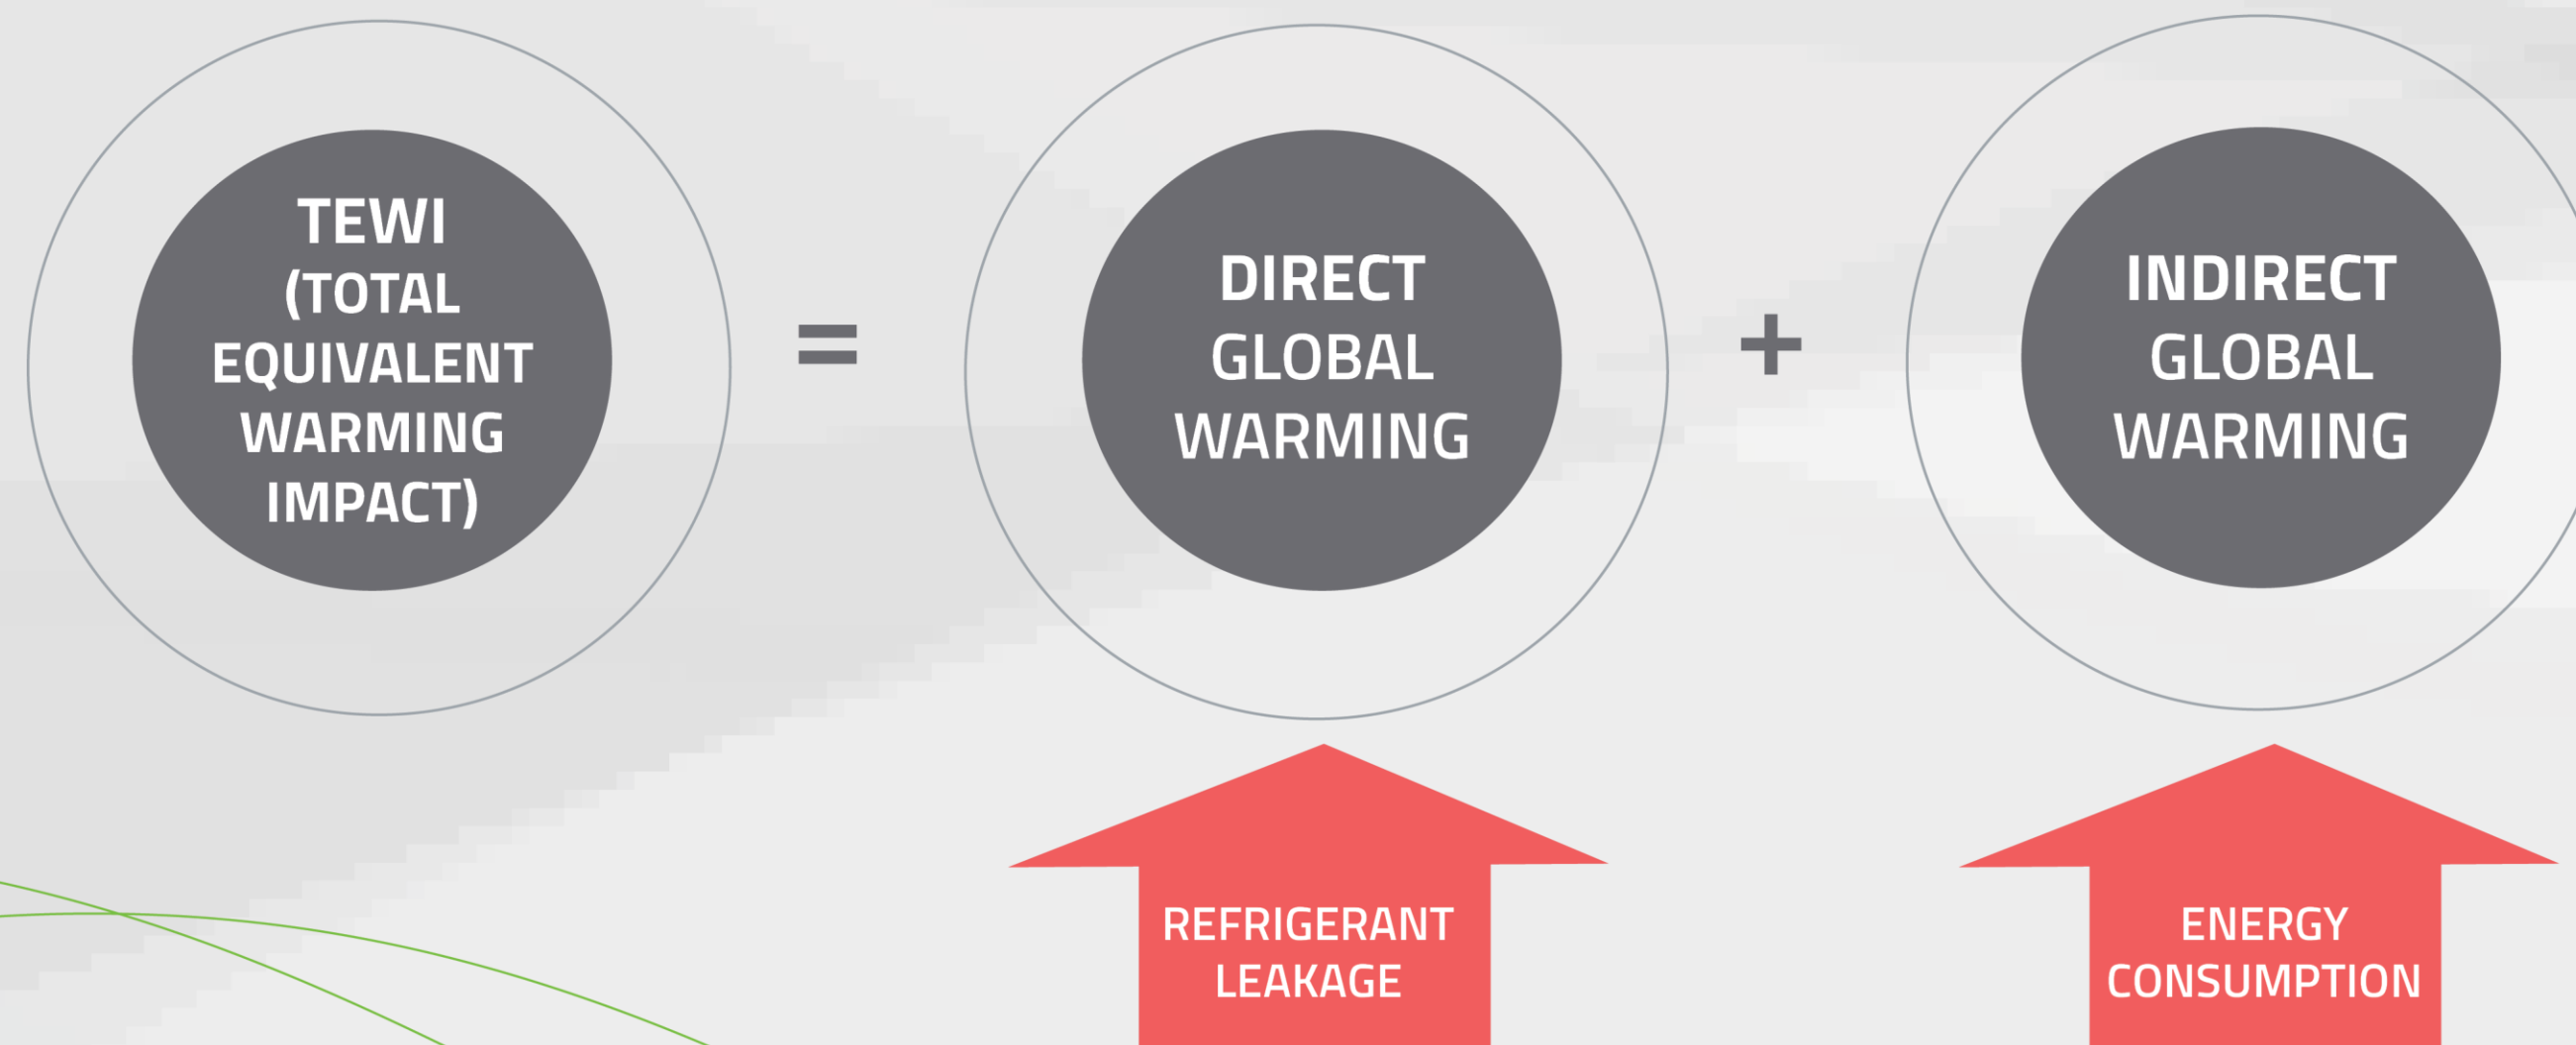 TEWI
(TOTAL
EQUIVALENT
WARMING
IMPACT)
=
DIRECT
GLOBAL
WARMING
+
INDIRECT
GLOBAL
WARMING
REFRIGERANT
LEAKAGE
ENERGY
CONSUMPTION